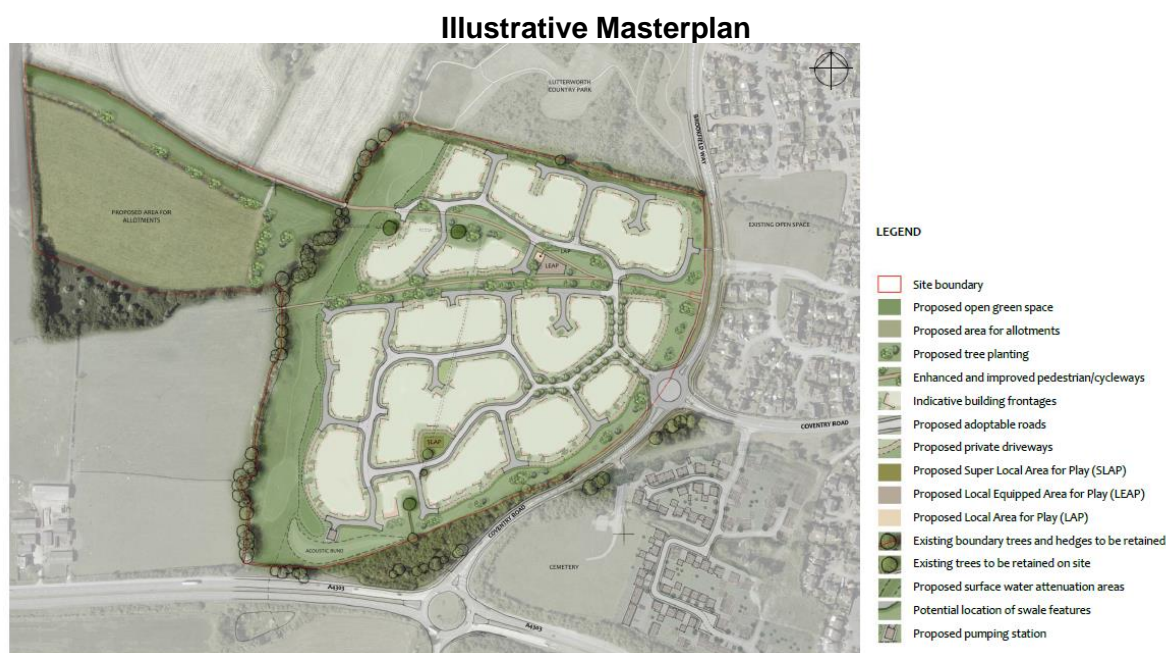 Illustrative Masterplan
LUTTERWORTH
COUNTRY PARK
BROOKFIELD WAY
PROPOSED AREA FOR
ALLOTMENTS
EXISTING OPEN SPACE
LAP
LEAP
COVENTRY ROAD
SLAP
COVENTRY ROAD
ACOUSTIC BUND
CEMETERY
A4303
A4303
LEGEND
Site boundary
Proposed open green space
Proposed area for allotments
Proposed tree planting
Enhanced and improved pedestrian/cycleways
Indicative building frontages
Proposed adoptable roads
Proposed private driveways
Proposed Super Local Area for Play (SLAP)
Proposed Local Equipped Area for Play (LEAP)
Proposed Local Area for Play (LAP)
Existing boundary trees and hedges to be retained
Existing trees to be retained on site
Proposed surface water attenuation areas
Potential location of swale features
Proposed pumping station